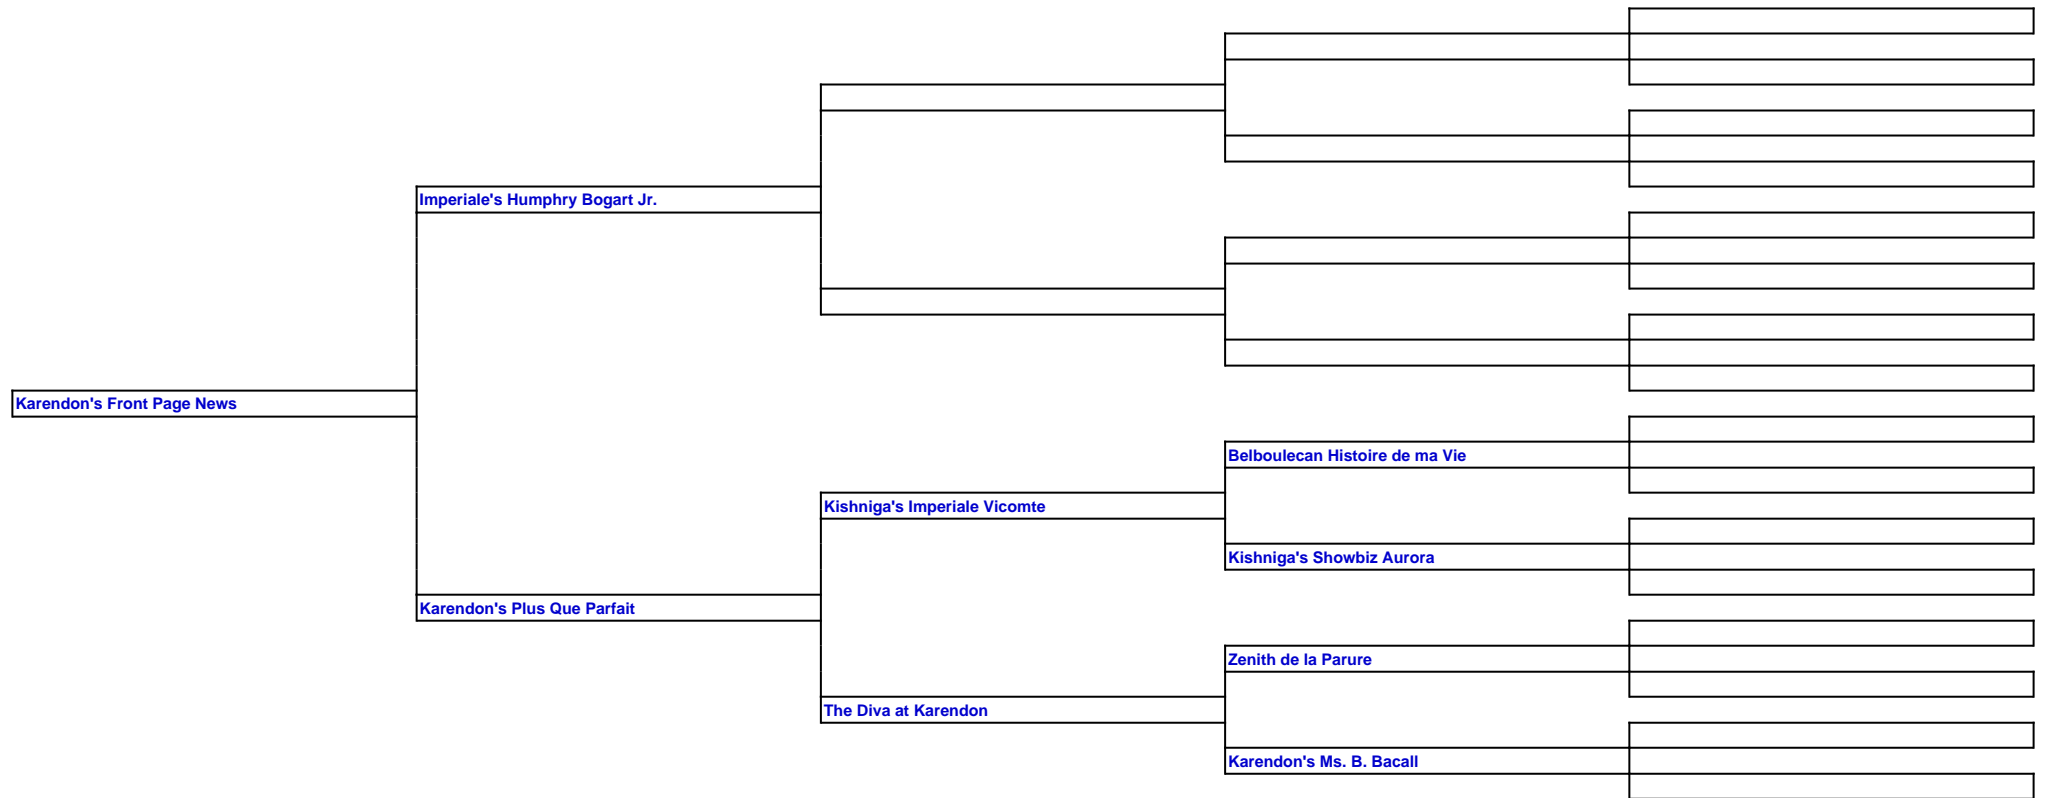 Imperiale's Humphry Bogart Jr.
Karendon's Front Page News
Belboulecan Histoire de ma Vie
Kishniga's Imperiale Vicomte
Kishniga's Showbiz Aurora
Karendon's Plus Que Parfait
Zenith de la Parure
The Diva at Karendon
Karendon's Ms. B. Bacall